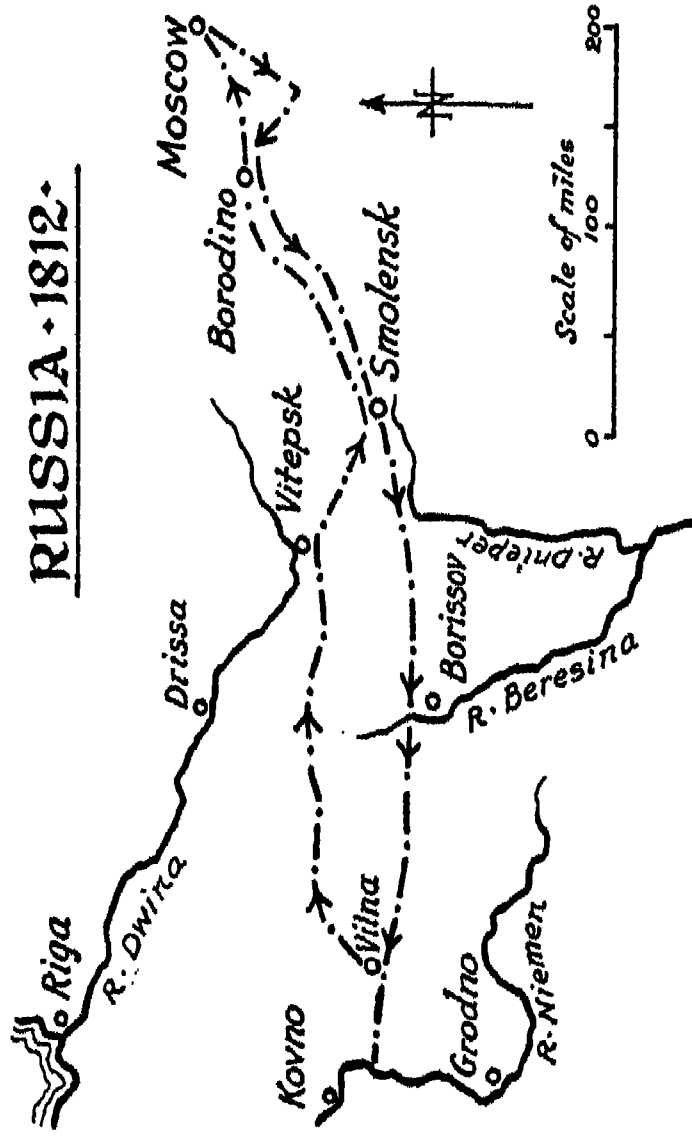 RUSSIA · 1812 ·
Riga
R. Dwina
Drissa
Vitepsk
Borodino
Moscow
Kovno
Vilna
Smolensk
Grodno
R. Niemen
Borissov
R. Beresina
R. Dnieper
N
Scale of miles
0 100 200